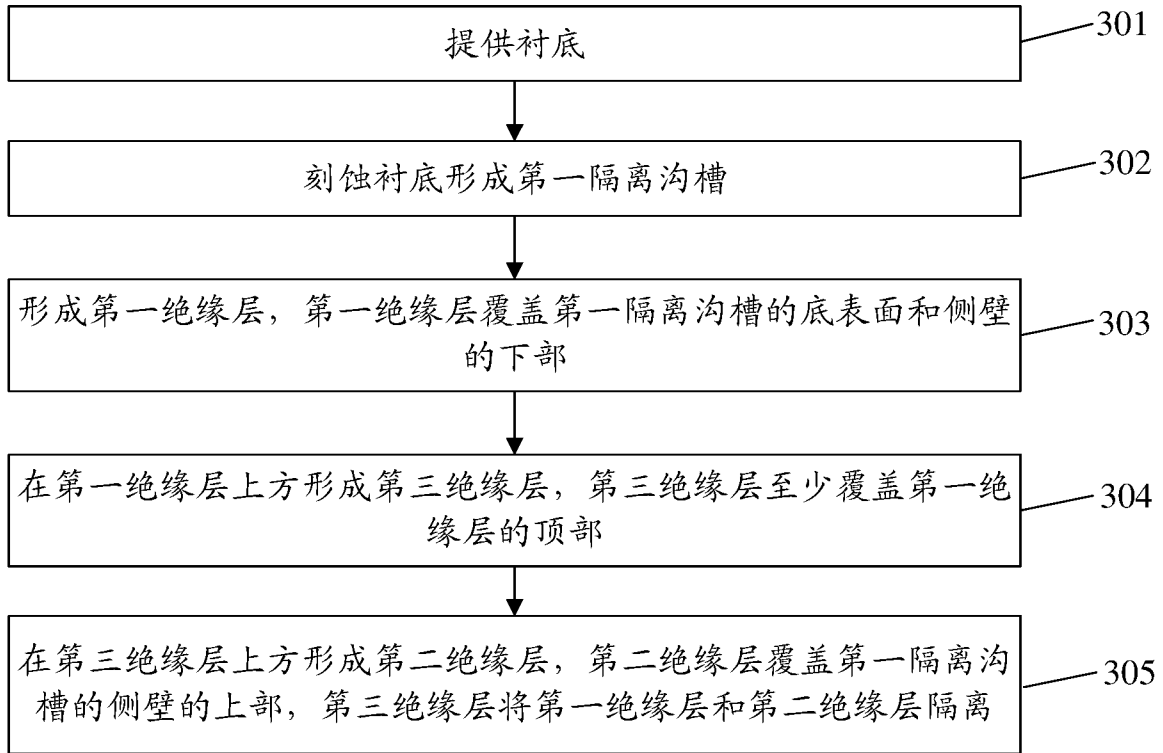 提供衬底
301
刻蚀衬底形成第一隔离沟槽
302
形成第一绝缘层，第一绝缘层覆盖第一隔离沟槽的底表面和侧壁
的下部
303
在第一绝缘层上方形成第三绝缘层，第三绝缘层至少覆盖第一绝
缘层的顶部
304
在第三绝缘层上方形成第二绝缘层，第二绝缘层覆盖第一隔离沟
槽的侧壁的上部，第三绝缘层将第一绝缘层和第二绝缘层隔离
305